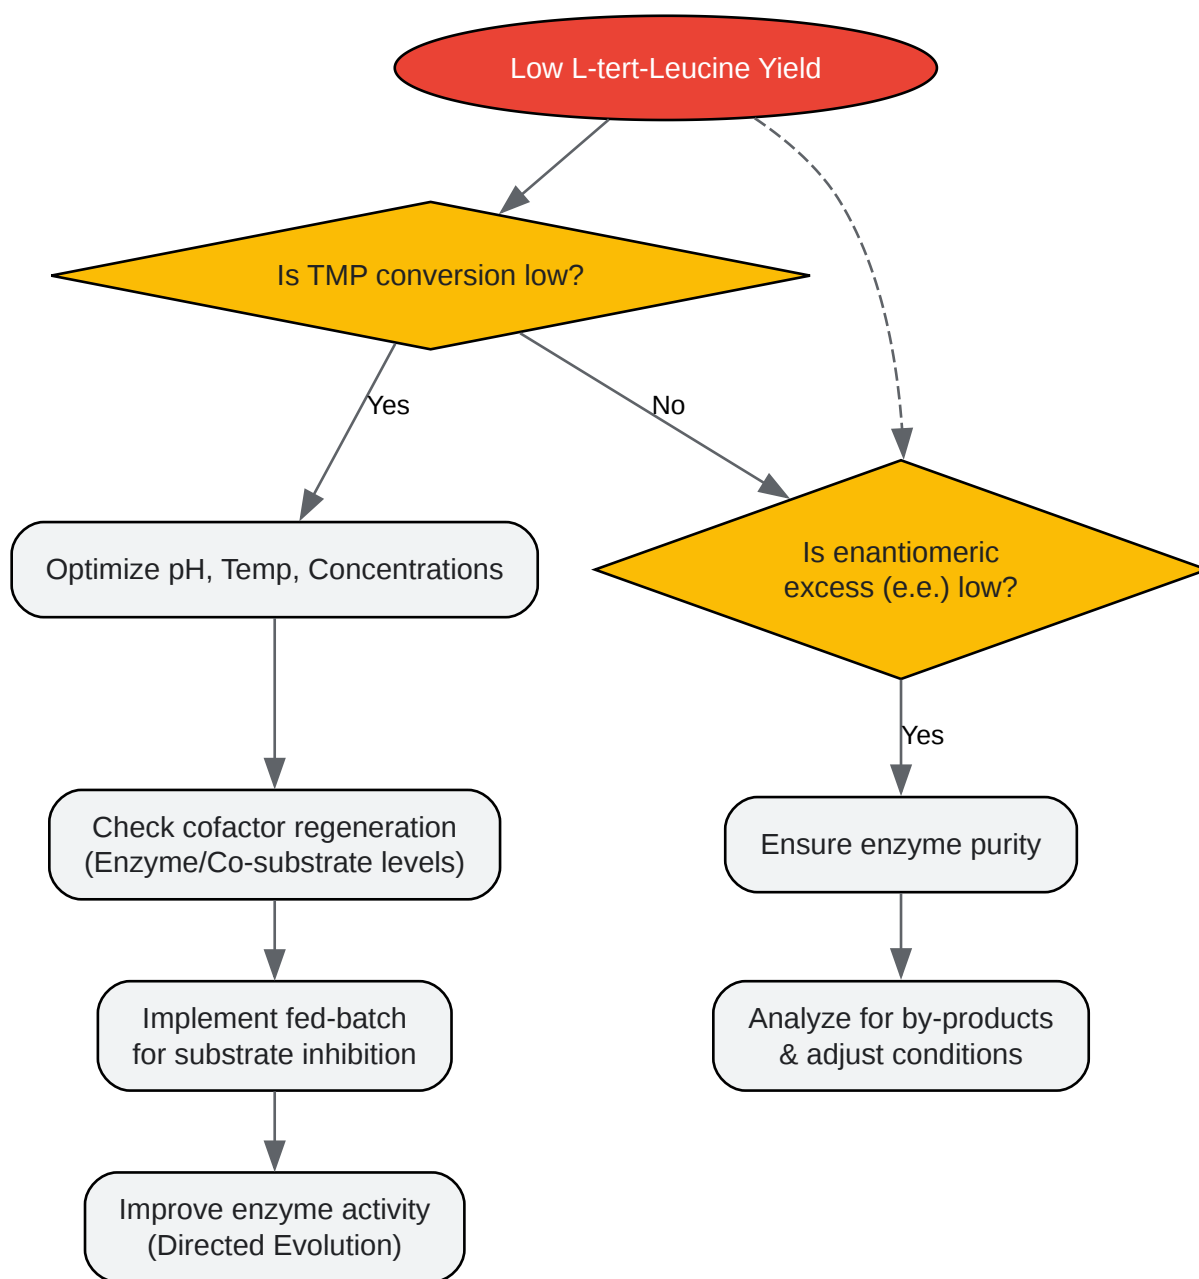 Low L-tert-Leucine Yield
Is TMP conversion low?
Yes
No
Optimize pH, Temp, Concentrations
Is enantiomeric
excess (e.e.) low?
Yes
Check cofactor regeneration
(Enzyme/Co-substrate levels)
Ensure enzyme purity
Implement fed-batch
for substrate inhibition
Analyze for by-products
& adjust conditions
Improve enzyme activity
(Directed Evolution)